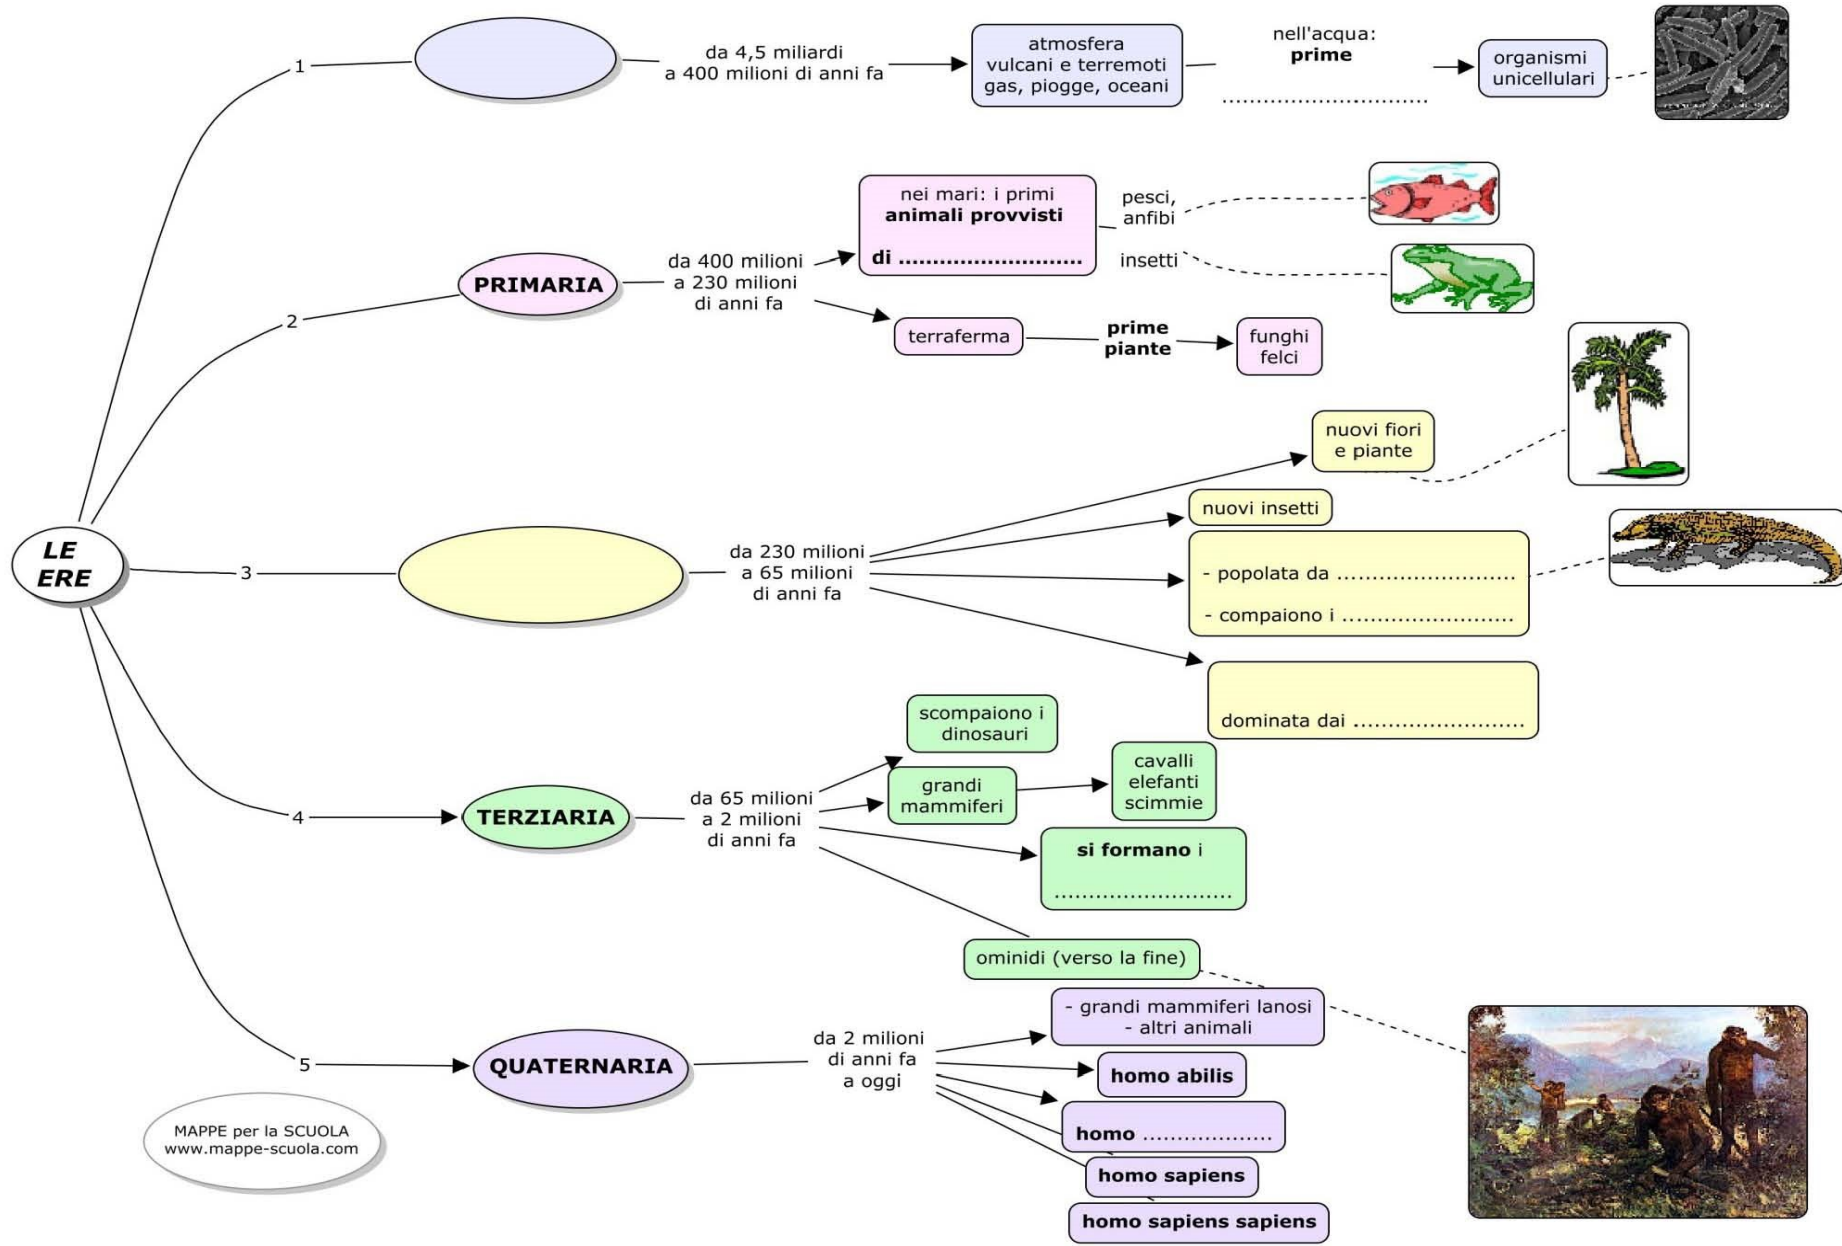 LE
ERE
1
da 4,5 miliardi
a 400 milioni di anni fa
atmosfera
vulcani e terremoti
gas, piogge, oceani
nell'acqua:
prime
..............................
organismi
unicellulari
2
PRIMARIA
da 400 milioni
a 230 milioni
di anni fa
nei mari: i primi
animali provvisti
di ...........................
pesci,
anfibi
insetti
terraferma
prime
piante
funghi
felci
3
da 230 milioni
a 65 milioni
di anni fa
nuovi fiori
e piante
nuovi insetti
- popolata da ..........................
- compaiono i .........................
dominata dai .........................
4
TERZIARIA
da 65 milioni
a 2 milioni
di anni fa
scompaiono i
dinosauri
grandi
mammiferi
cavalli
elefanti
scimmie
si formano i
..........................
ominidi (verso la fine)
5
QUATERNARIA
da 2 milioni
di anni fa
a oggi
- grandi mammiferi lanosi
- altri animali
homo abilis
homo ...................
homo sapiens
homo sapiens sapiens
MAPPE per la SCUOLA
www.mappe-scuola.com